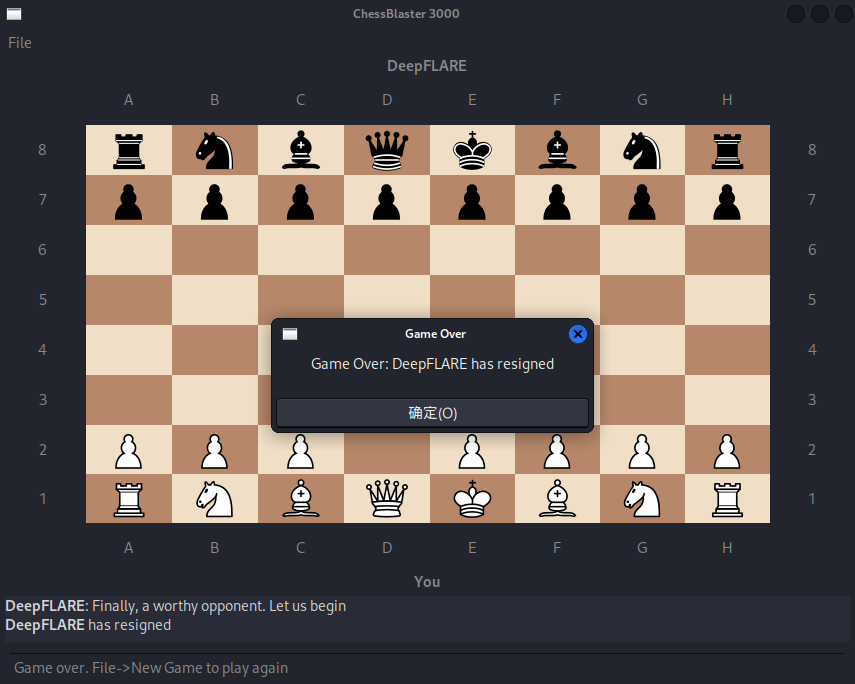 ChessBlaster 3000
File
DeepFLARE
A B C D E F G H
8 8
7 7
6 6
5 5
Game Over
4 4
Game Over: DeepFLARE has resigned
3 3
确定(O)
2 2
1 1
A B C D E F G H
You
DeepFLARE: Finally, a worthy opponent. Let us begin
DeepFLARE has resigned
Game over. File->New Game to play again